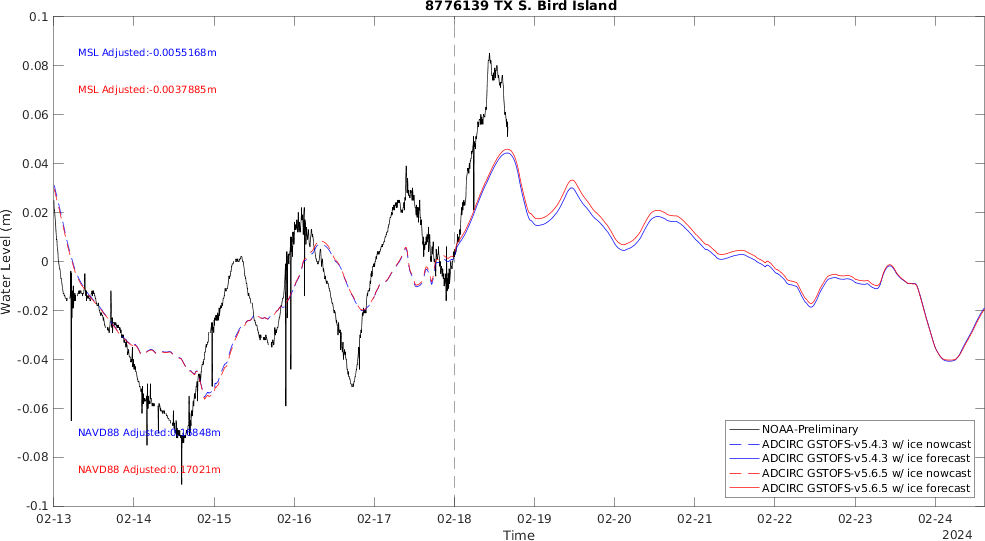 8776139 TX S. Bird Island
0.1
0.08
0.06
0.04
0.02
0
-0.02
-0.04
-0.06
-0.08
-0.1
Water Level (m)
MSL Adjusted:-0.0055168m
MSL Adjusted:-0.0037885m
NAVD88 Adjusted:0.16848m
NAVD88 Adjusted:0.17021m
NOAA-Preliminary
ADCIRC GSTOFS-v5.4.3 w/ ice nowcast
ADCIRC GSTOFS-v5.4.3 w/ ice forecast
ADCIRC GSTOFS-v5.6.5 w/ ice nowcast
ADCIRC GSTOFS-v5.6.5 w/ ice forecast
02-13 02-14 02-15 02-16 02-17 02-18 02-19 02-20 02-21 02-22 02-23 02-24
Time
2024